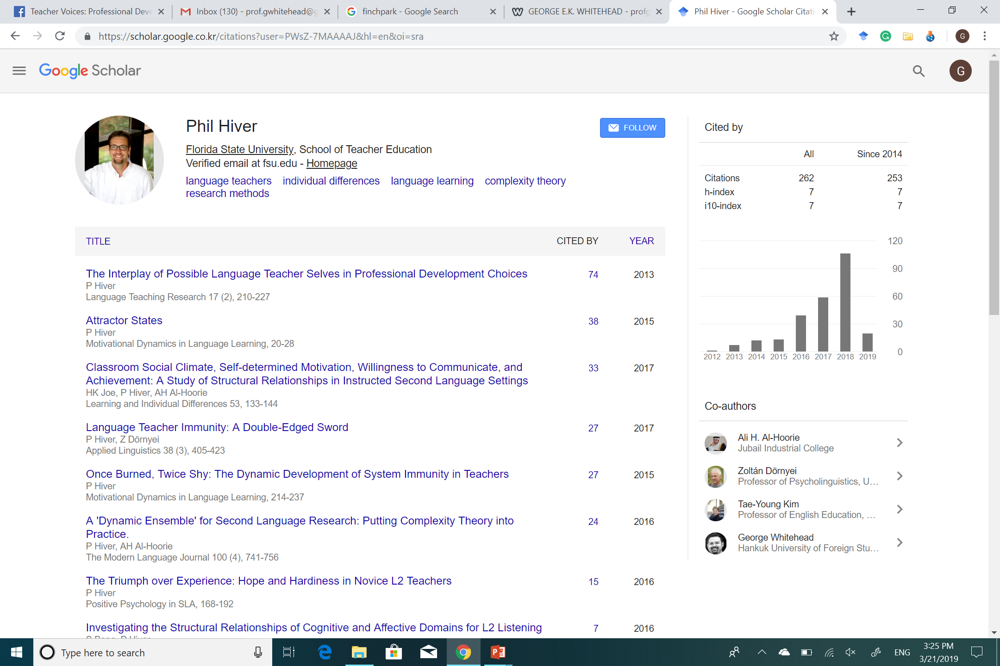 Teacher Voices: Professional Deve
Inbox (130) - prof.gwhitehead@g
finchpark - Google Search
GEORGE E.K. WHITEHEAD - profg
Phil Hiver - Google Scholar Citati
https://scholar.google.co.kr/citations?user=PWsZ-7MAAAAJ&hl=en&oi=sra
G
Google Scholar
G
Phil Hiver
FOLLOW
Florida State University, School of Teacher Education
Verified email at fsu.edu - Homepage
language teachers individual differences language learning complexity theory
research methods
TITLE CITED BY YEAR
The Interplay of Possible Language Teacher Selves in Professional Development Choices 74 2013
P Hiver
Language Teaching Research 17 (2), 210-227
Attractor States 38 2015
P Hiver
Motivational Dynamics in Language Learning, 20-28
Classroom Social Climate, Self-determined Motivation, Willingness to Communicate, and 33 2017
Achievement: A Study of Structural Relationships in Instructed Second Language Settings
HK Joe, P Hiver, AH Al-Hoorie
Learning and Individual Differences 53, 133-144
Language Teacher Immunity: A Double-Edged Sword 27 2017
P Hiver, Z Dörnyei
Applied Linguistics 38 (3), 405-423
Once Burned, Twice Shy: The Dynamic Development of System Immunity in Teachers 27 2015
P Hiver
Motivational Dynamics in Language Learning, 214-237
A 'Dynamic Ensemble' for Second Language Research: Putting Complexity Theory into 24 2016
Practice.
P Hiver, AH Al-Hoorie
The Modern Language Journal 100 (4), 741-756
The Triumph over Experience: Hope and Hardiness in Novice L2 Teachers 15 2016
P Hiver
Positive Psychology in SLA, 168-192
Investigating the Structural Relationships of Cognitive and Affective Domains for L2 Listening 7 2016
Cited by
All Since 2014
Citations 262 253
h-index 7 7
i10-index 7 7
120
90
60
30
0
2012 2013 2014 2015 2016 2017 2018 2019
Co-authors
Ali H. Al-Hoorie
Jubail Industrial College
Zoltán Dörnyei
Professor of Psycholinguistics, U…
Tae-Young Kim
Professor of English Education, …
George Whitehead
Hankuk University of Foreign Stu…
Type here to search
ENG
3:25 PM
3/21/2019